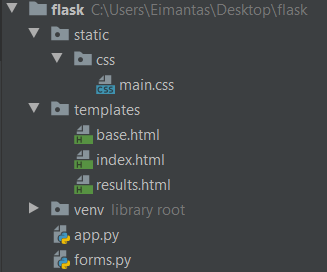 flask C:\Users\Eimantas\Desktop\flask
static
css
CSS main.css
templates
H base.html
H index.html
H results.html
venv library root
app.py
forms.py